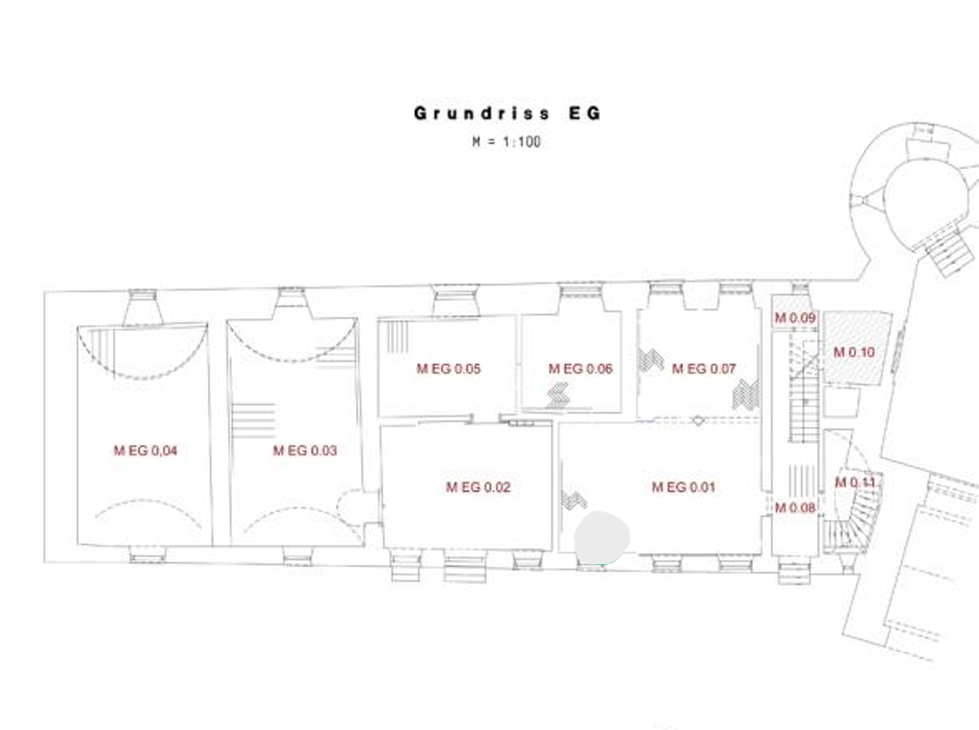 Grundriss EG
M = 1:100
M 0.09
M 0.10
M EG 0.05
M EG 0.06
M EG 0.07
M EG 0,04
M EG 0.03
M EG 0.02
M EG 0.01
M 0.11
M 0.08